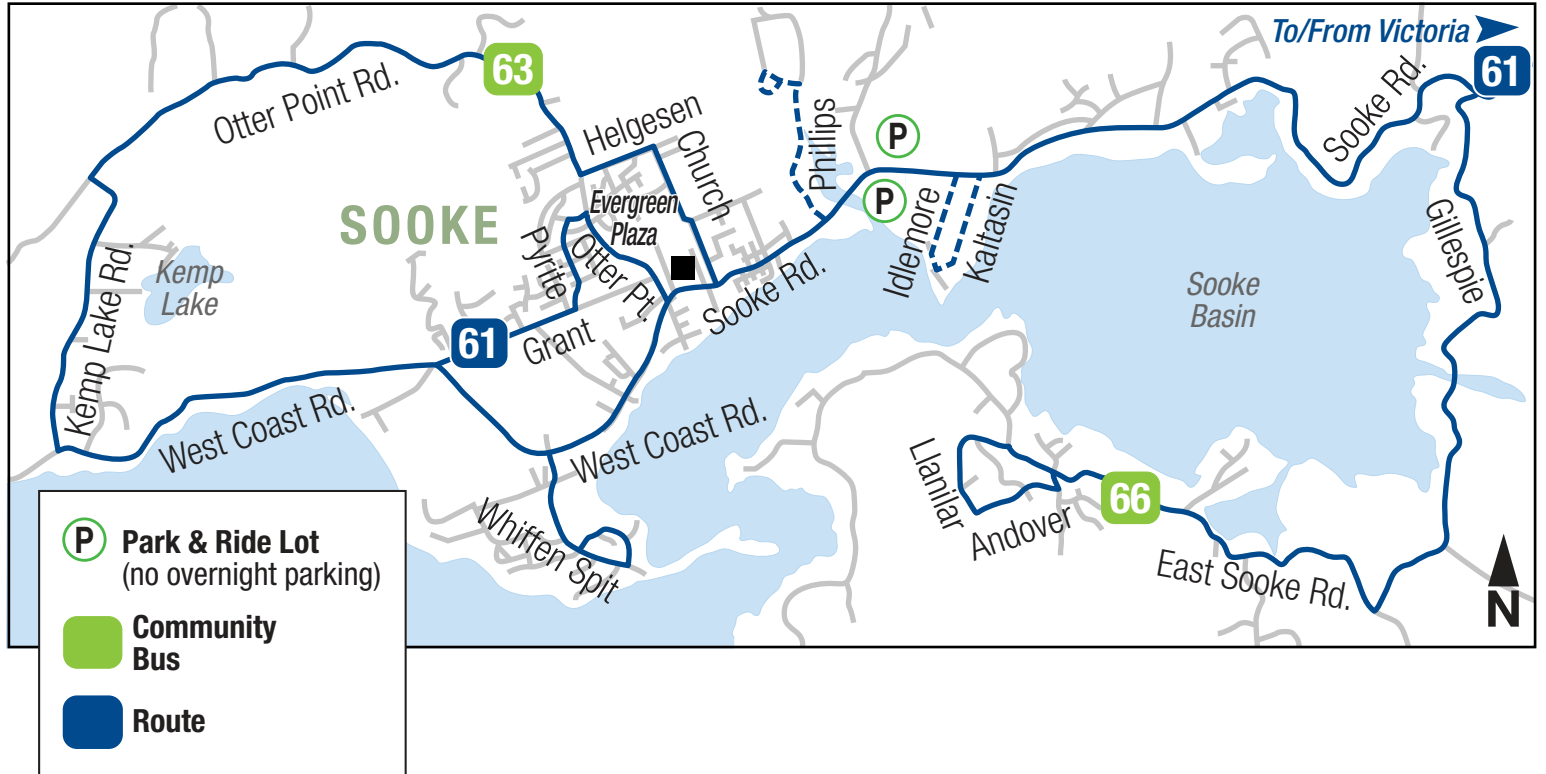 To/From Victoria
61
63
Otter Point Rd.
Sooke Rd.
Helgesen
Church
Phillips
P
P
SOOKE
Evergreen
Plaza
Pyrite
Otter Pt.
Idlemore
Kaltasin
Gillespie
Kemp Lake Rd.
Kemp
Lake
Sooke
Basin
Sooke Rd.
61
Grant
West Coast Rd.
West Coast Rd.
Llanilar
66
Andover
Whiffen Spit
East Sooke Rd.
N
P Park & Ride Lot
(no overnight parking)
Community
Bus
Route